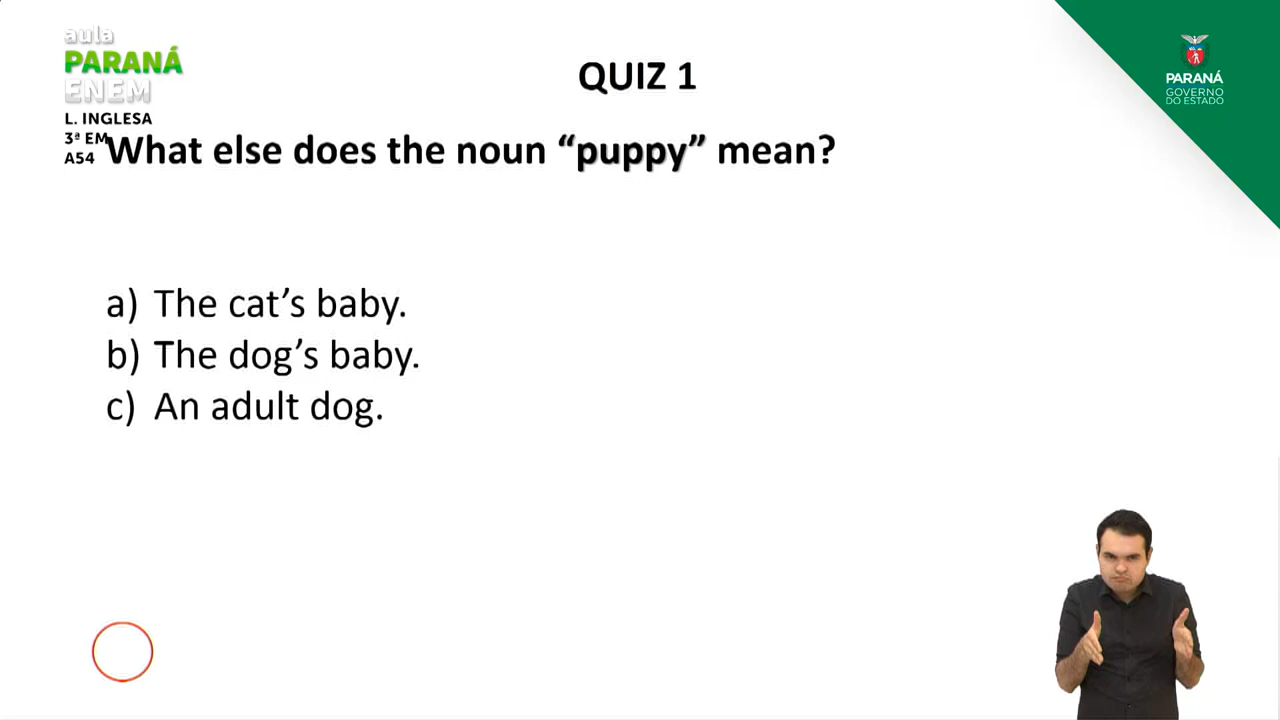 aula
PARANÁ
ENEM
L. INGLESA
3ª EM
A54
QUIZ 1
PARANÁ
GOVERNO
DO ESTADO
What else does the noun “puppy” mean?
a) The cat’s baby.
b) The dog’s baby.
c) An adult dog.